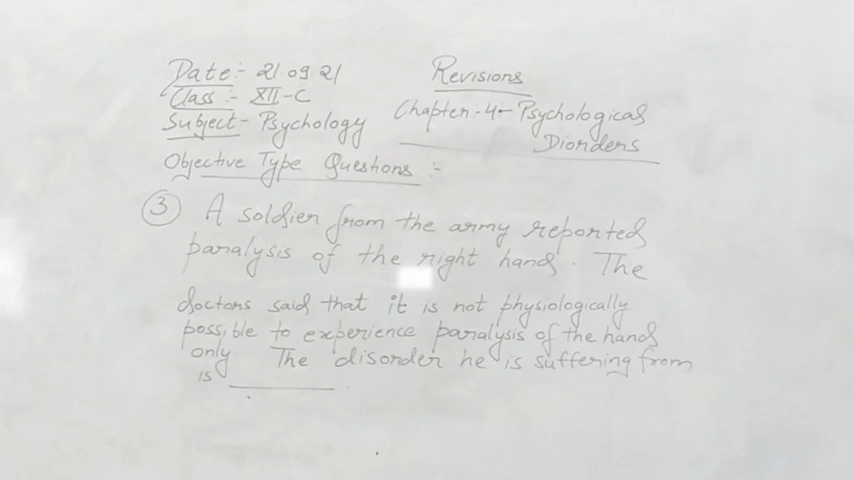 Date:- 21.09.21
Class :- XII-C
Subject- Psychology
Revisions
Chapter:-4:- Psychological
Dionders
Objective Type Questions :-
3 A soldier from the army reported
paralysis of the right hand. The
doctors said that it is not physiologically
possible to experience paralysis of the hand
only. The disorder he is suffering from
is ________